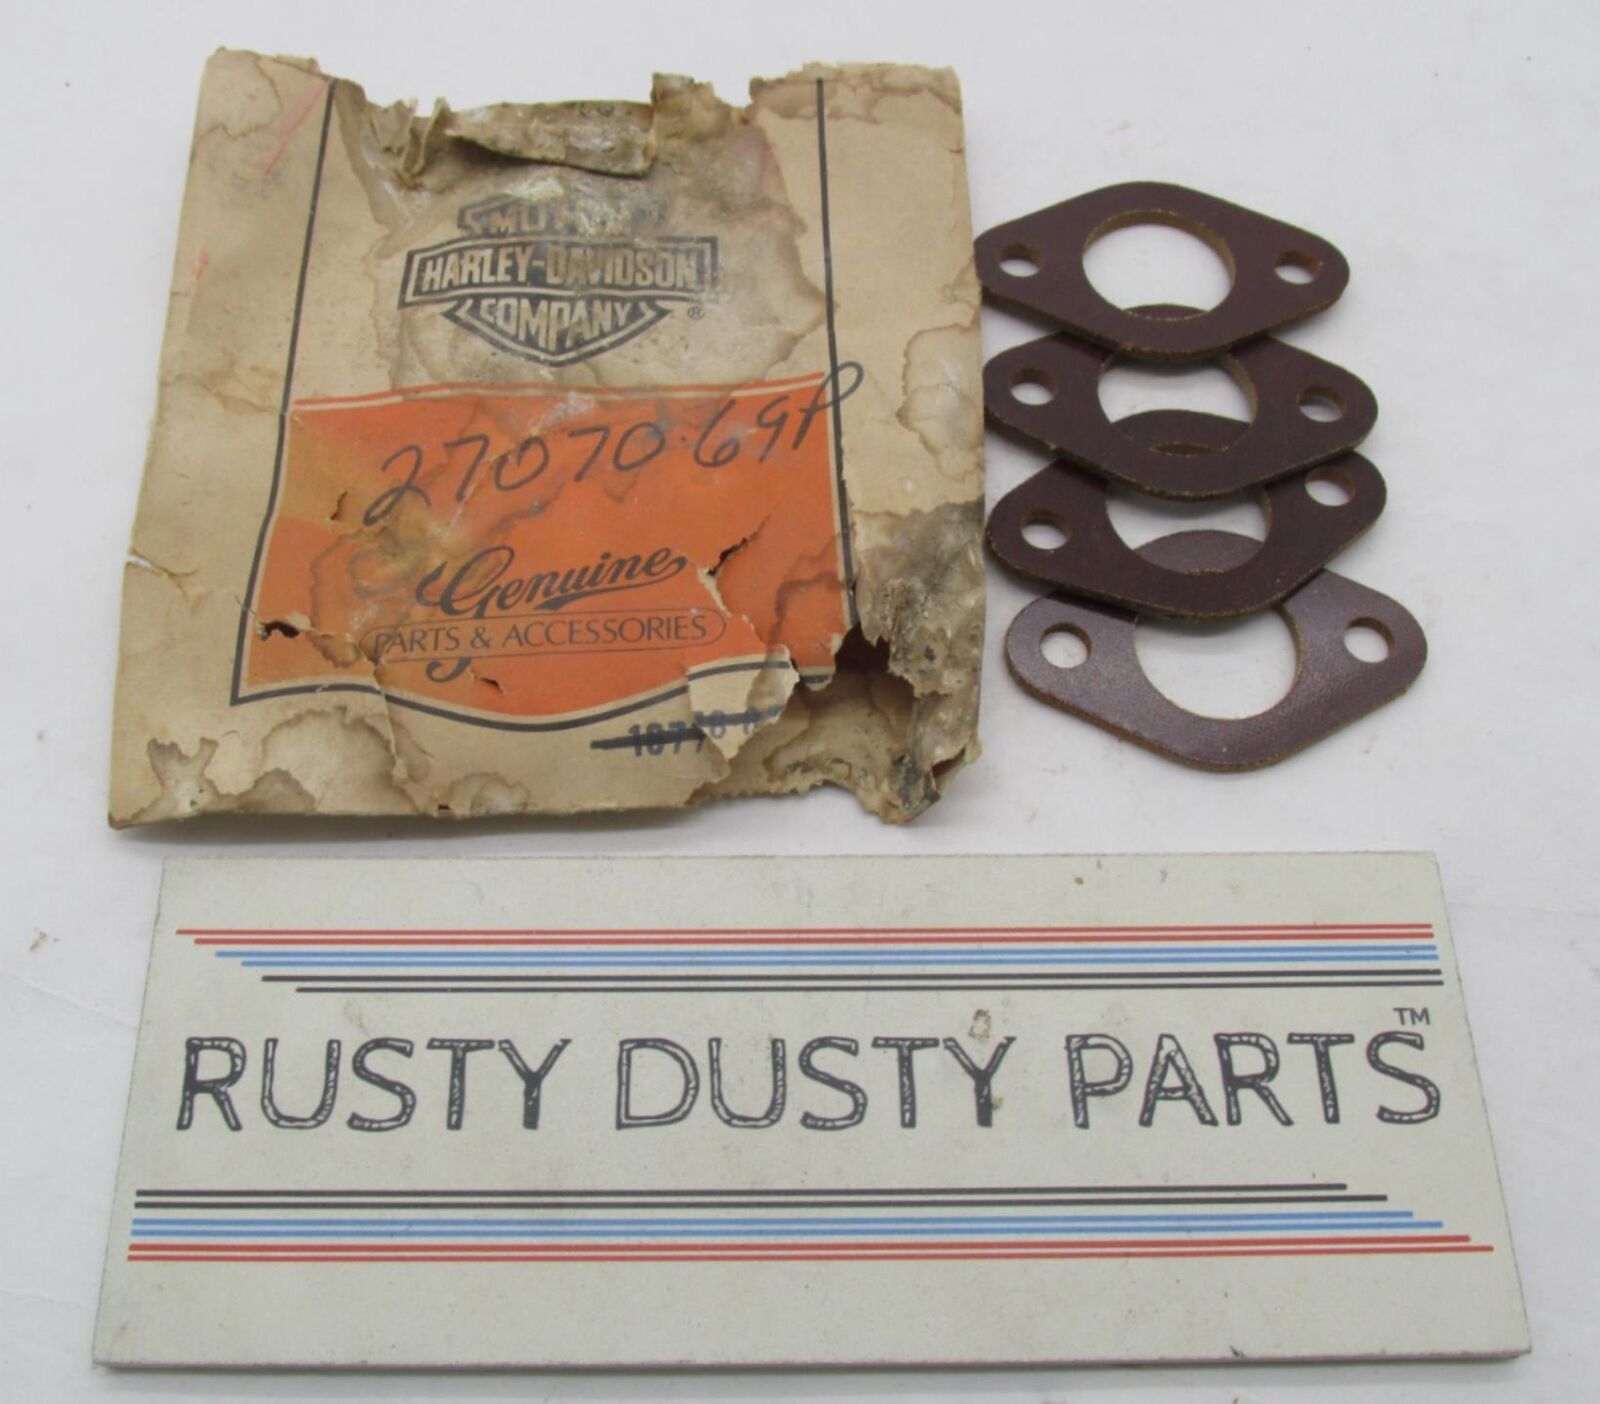 HARLEY-DAVIDSON
COMPANY ®
27070-69P
Genuine
PARTS & ACCESSORIES
RUSTY DUSTY PARTS™